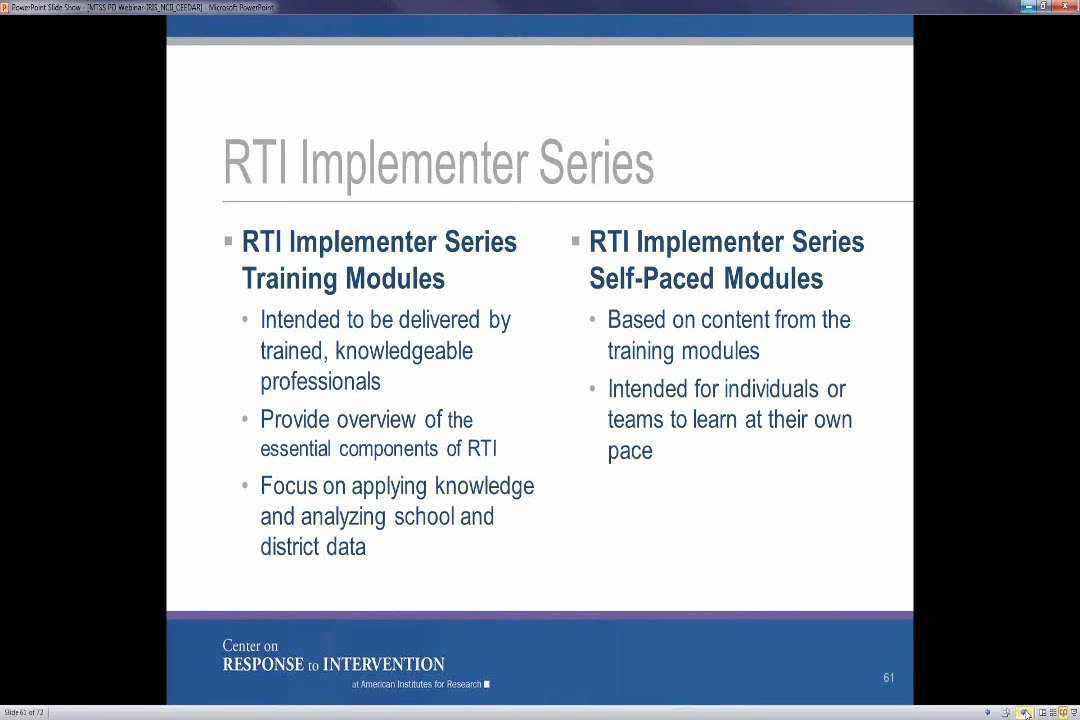 PowerPoint Slide Show - [MTSS PD Webinar-IRIS_NCII_CEEDAR] - Microsoft PowerPoint
RTI Implementer Series
RTI Implementer Series
Training Modules
Intended to be delivered by
trained, knowledgeable
professionals
Provide overview of the
essential components of RTI
Focus on applying knowledge
and analyzing school and
district data
RTI Implementer Series
Self-Paced Modules
Based on content from the
training modules
Intended for individuals or
teams to learn at their own
pace
Center on
RESPONSE to INTERVENTION
at American Institutes for Research
61
Slide 61 of 72